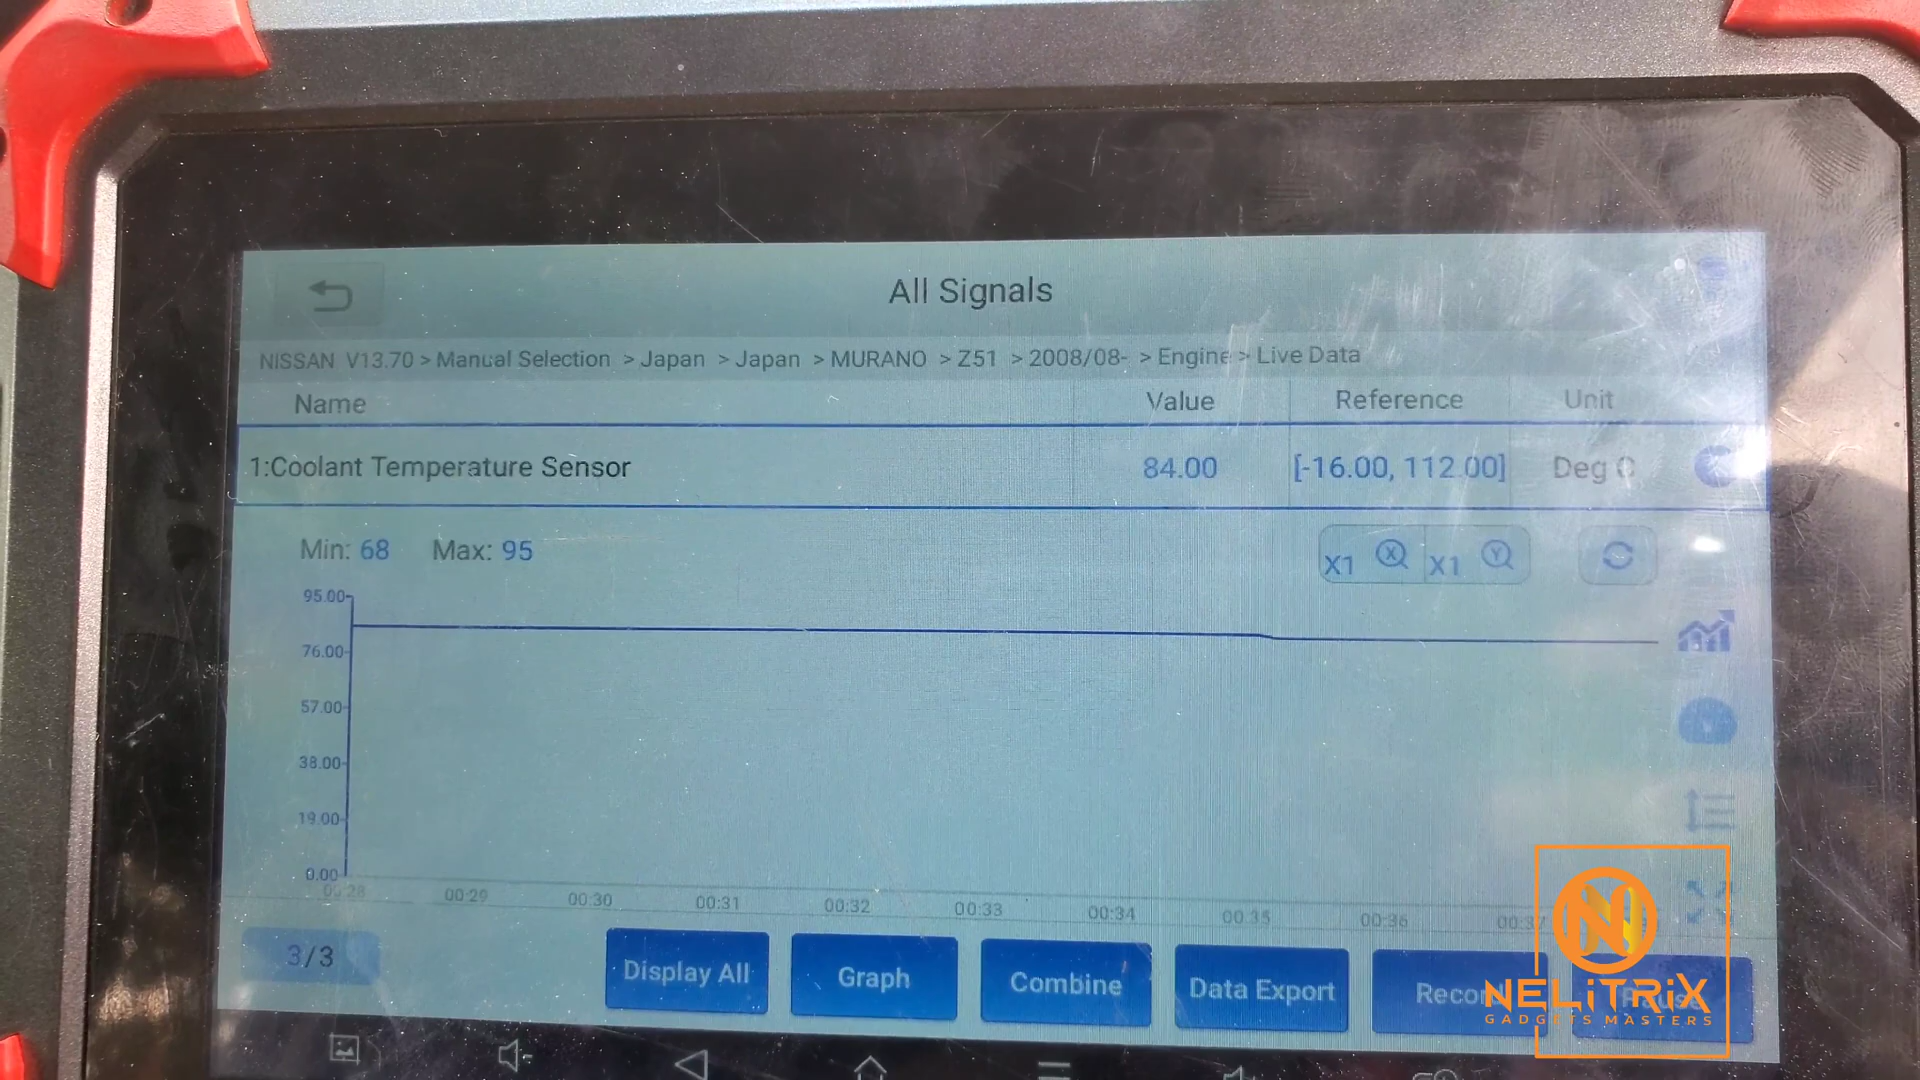 All Signals
NISSAN V13.70 > Manual Selection > Japan > Japan > MURANO > Z51 > 2008/08- > Engine > Live Data
Name Value Reference Unit
1:Coolant Temperature Sensor 84.00 [-16.00, 112.00] Deg C
Min: 68 Max: 95
X1 X X1 Y
95.00
76.00
57.00
38.00
19.00
0.00
00:28 00:29 00:30 00:31 00:32 00:33 00:34 00:35 00:36 00:37
3/3
Display All Graph Combine Data Export
NELiTRiX
GADGETS MASTERS